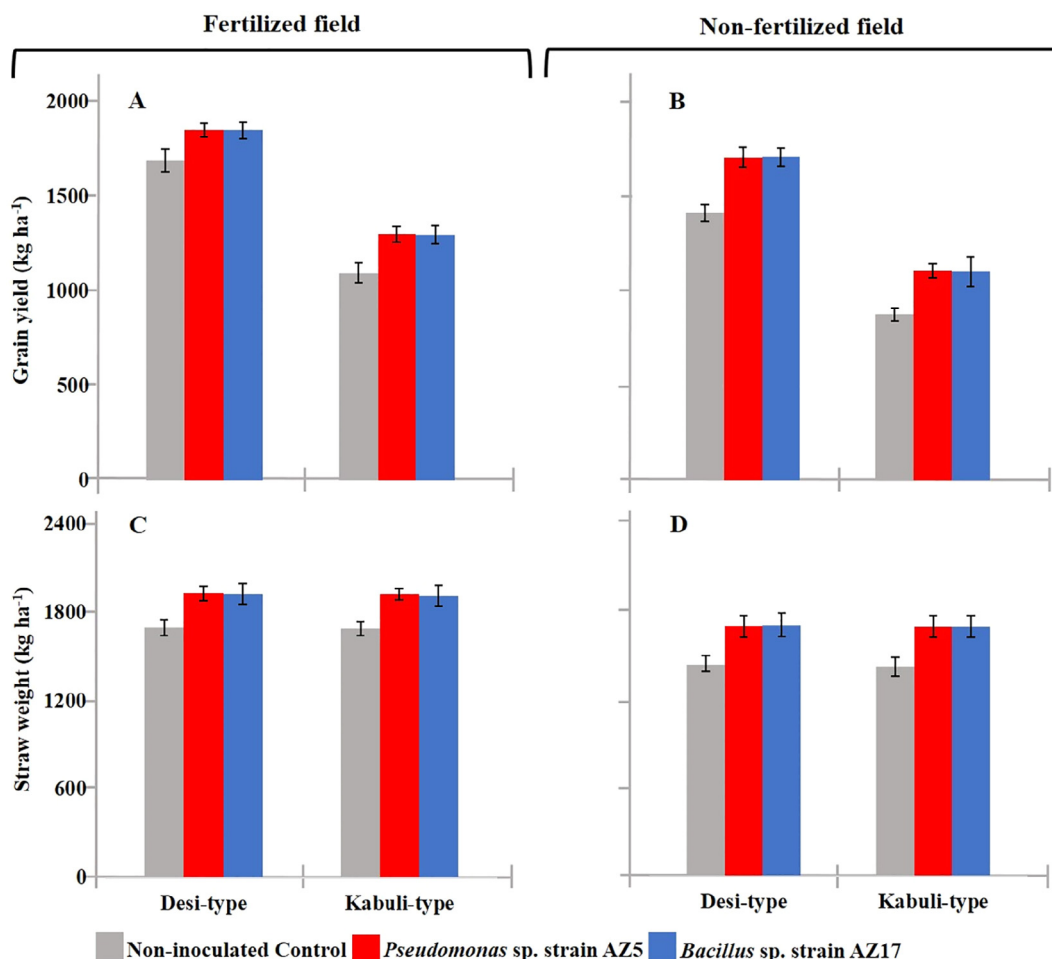 Fertilized field
Non-fertilized field
A
B
Grain yield (kg ha⁻¹)
2000
1500
1000
500
0
C
D
Straw weight (kg ha⁻¹)
2400
1800
1200
600
0
Desi-type
Kabuli-type
Desi-type
Kabuli-type
Non-inoculated Control
Pseudomonas sp. strain AZ5
Bacillus sp. strain AZ17